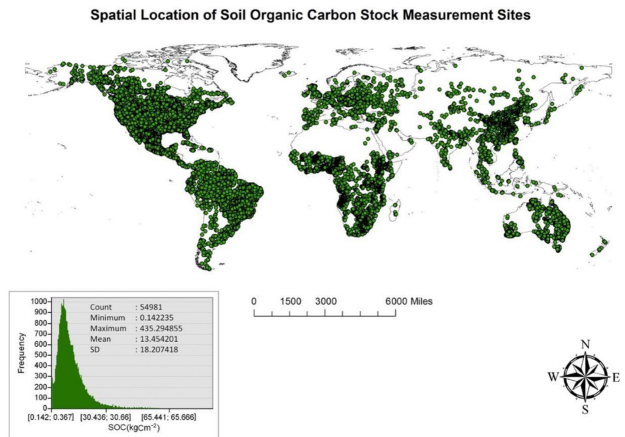 Spatial Location of Soil Organic Carbon Stock Measurement Sites
1000
900
800
700
600
500
400
300
200
100
0
Frequency
Count : 54981
Minimum : 0.142235
Maximum : 435.294855
Mean : 13.454201
SD : 18.207418
[0.142; 0.367] [30.436; 30.66] [65.441; 65.666]
SOC(kgCm⁻²)
0 1500 3000 6000 Miles
N
W E
S